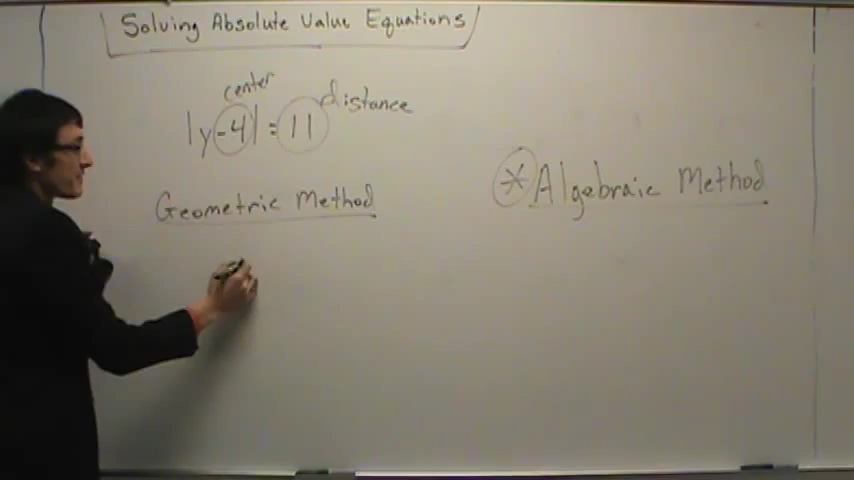 Solving Absolute Value Equations
center
distance
|y-4| = 11
Geometric Method
* Algebraic Method